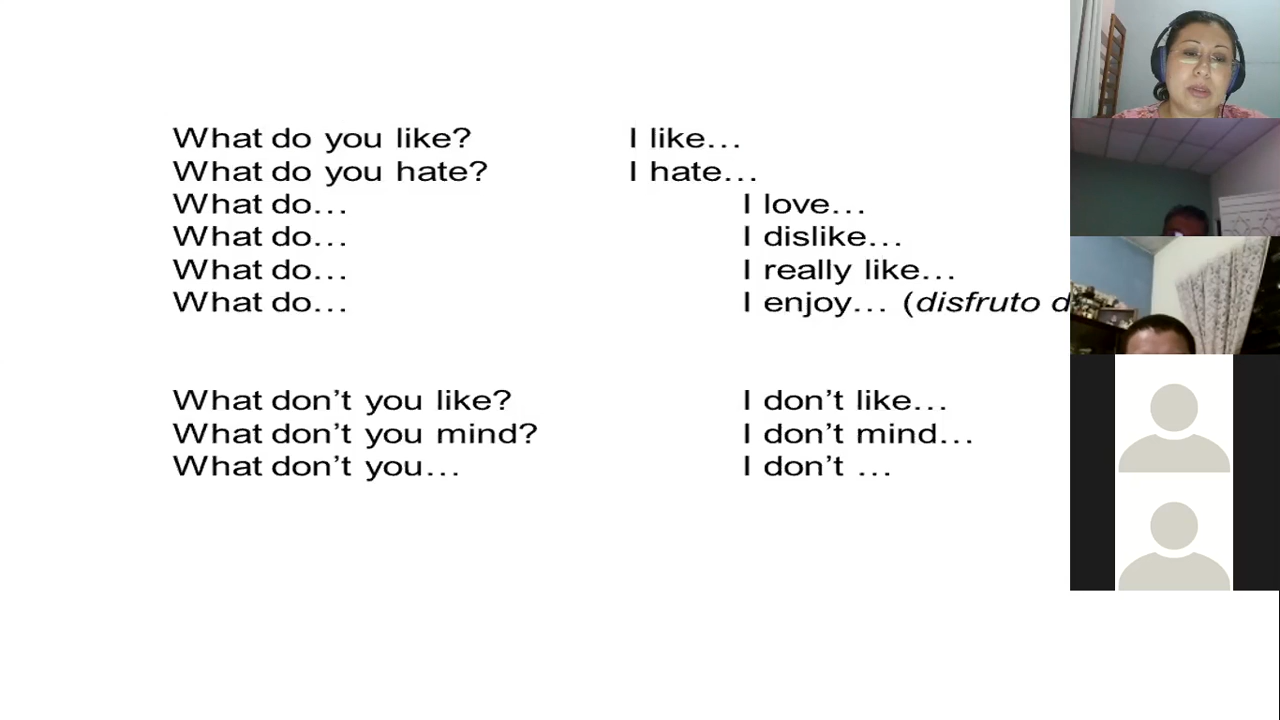 What do you like? I like…
What do you hate? I hate…
What do… I love…
What do… I dislike…
What do… I really like…
What do… I enjoy… (disfruto d
What don't you like? I don't like…
What don't you mind? I don't mind…
What don't you… I don't …